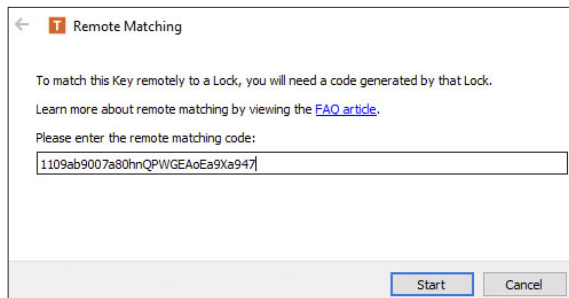 T Remote Matching
To match this Key remotely to a Lock, you will need a code generated by that Lock.
Learn more about remote matching by viewing the FAQ article.
Please enter the remote matching code:
1109ab9007a80hnQPWGEAoEa9Xa947
Start Cancel